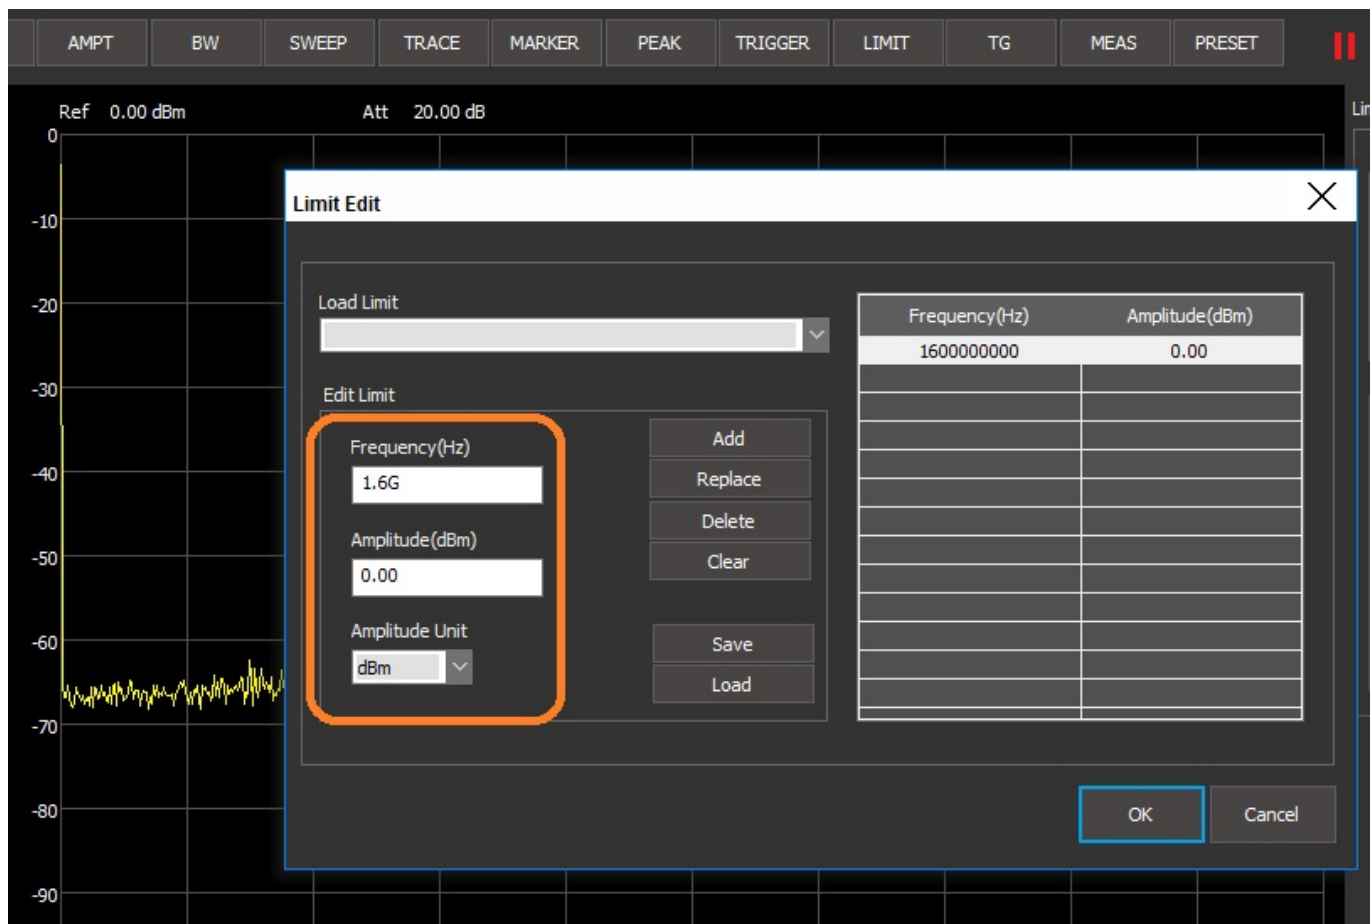 AMPT BW SWEEP TRACE MARKER PEAK TRIGGER LIMIT TG MEAS PRESET
Ref 0.00 dBm Att 20.00 dB
0
-10
-20
-30
-40
-50
-60
-70
-80
-90
Limit Edit
Load Limit
Edit Limit
Frequency(Hz)
1.6G
Amplitude(dBm)
0.00
Amplitude Unit
dBm
Add
Replace
Delete
Clear
Save
Load
Frequency(Hz) Amplitude(dBm)
1600000000 0.00
OK Cancel